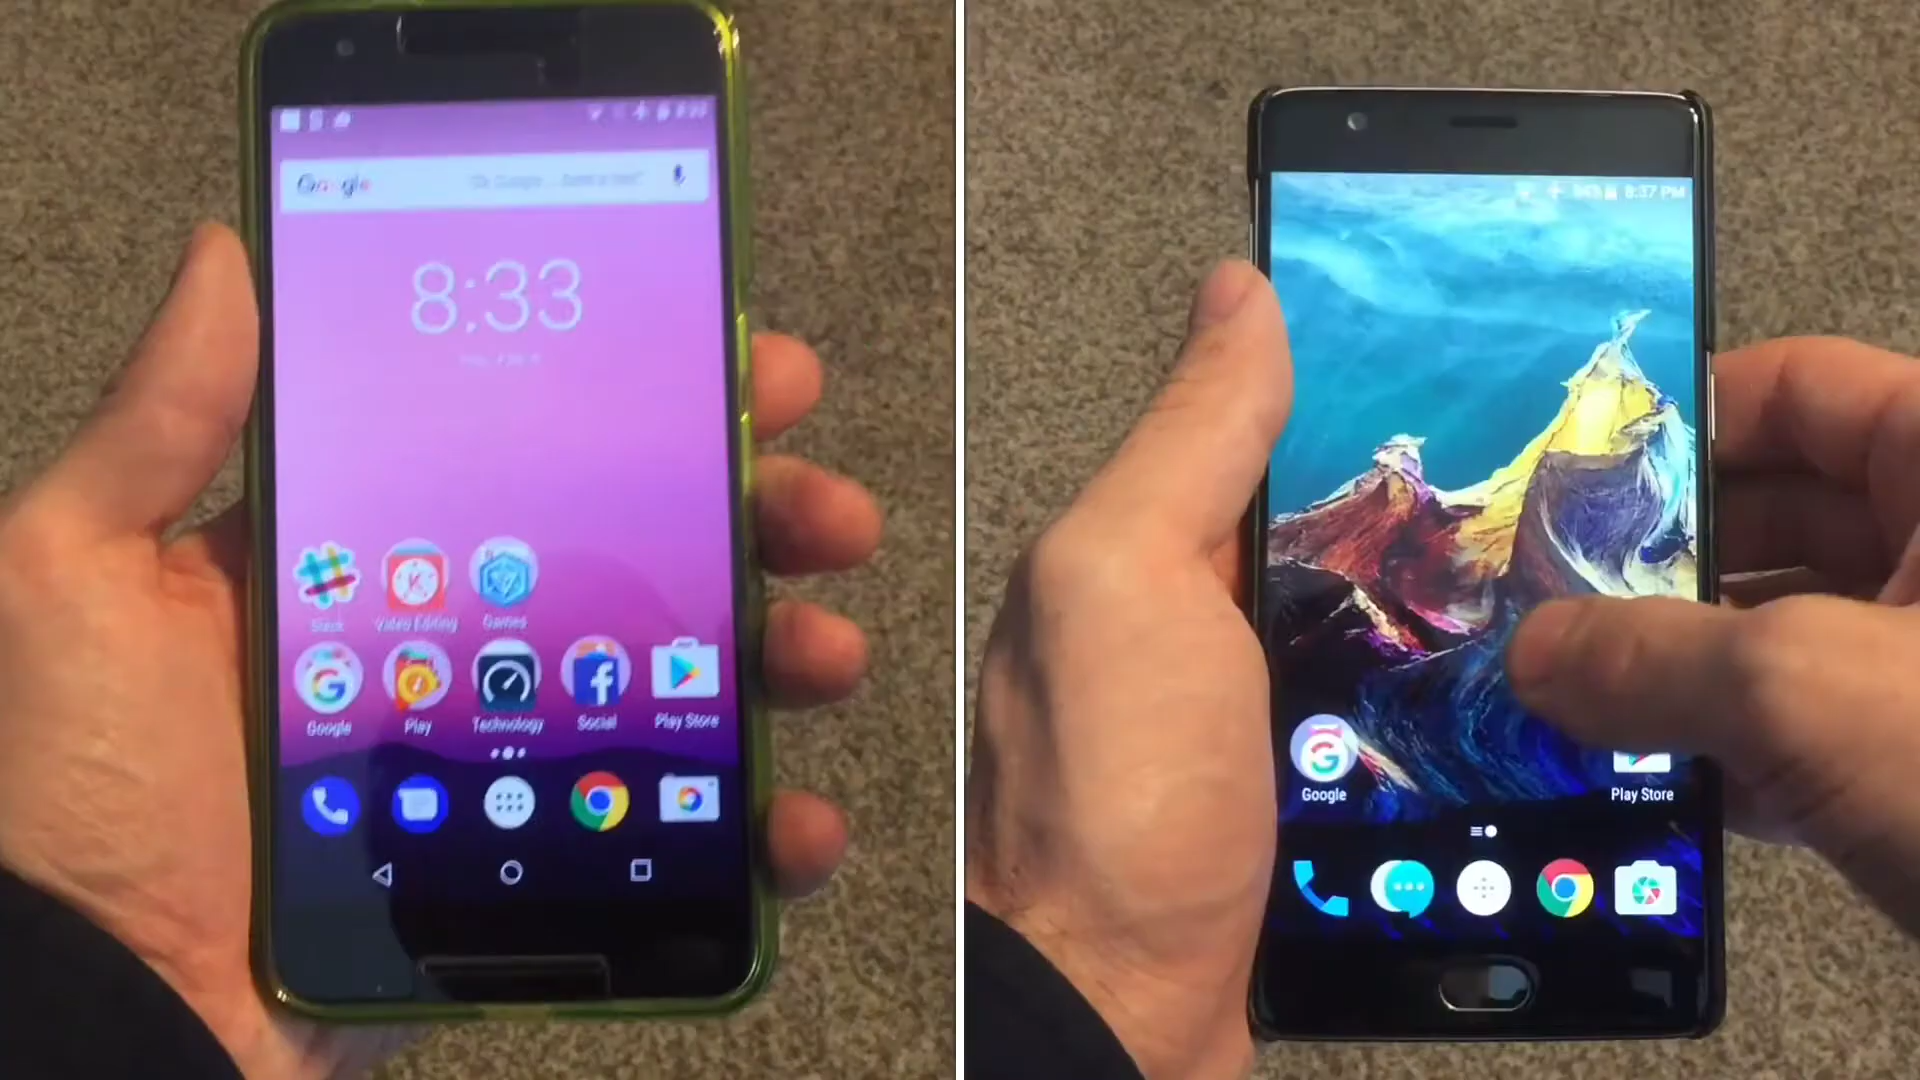 Google
8:33
Slack
Video Editing
Games
Google
Play
Technology
Social
Play Store
8:37 PM
Google
Play Store